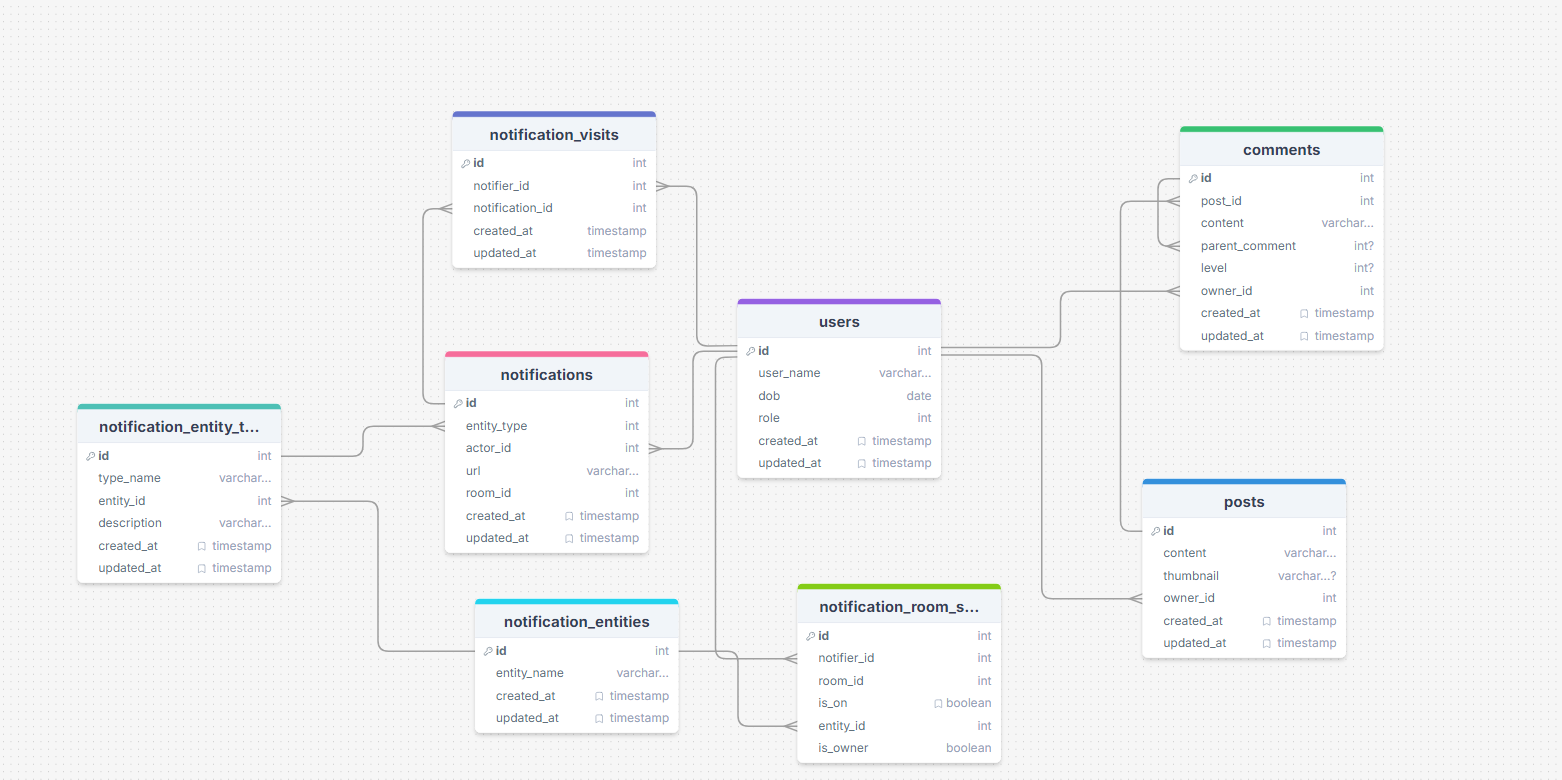 notification_visits
id int
notifier_id int
notification_id int
created_at timestamp
updated_at timestamp
comments
id int
post_id int
content varchar...
parent_comment int?
level int?
owner_id int
created_at timestamp
updated_at timestamp
users
id int
user_name varchar...
dob date
role int
created_at timestamp
updated_at timestamp
notifications
id int
entity_type int
actor_id int
url varchar...
room_id int
created_at timestamp
updated_at timestamp
notification_entity_t...
id int
type_name varchar...
entity_id int
description varchar...
created_at timestamp
updated_at timestamp
posts
id int
content varchar...
thumbnail varchar...?
owner_id int
created_at timestamp
updated_at timestamp
notification_entities
id int
entity_name varchar...
created_at timestamp
updated_at timestamp
notification_room_s...
id int
notifier_id int
room_id int
is_on boolean
entity_id int
is_owner boolean